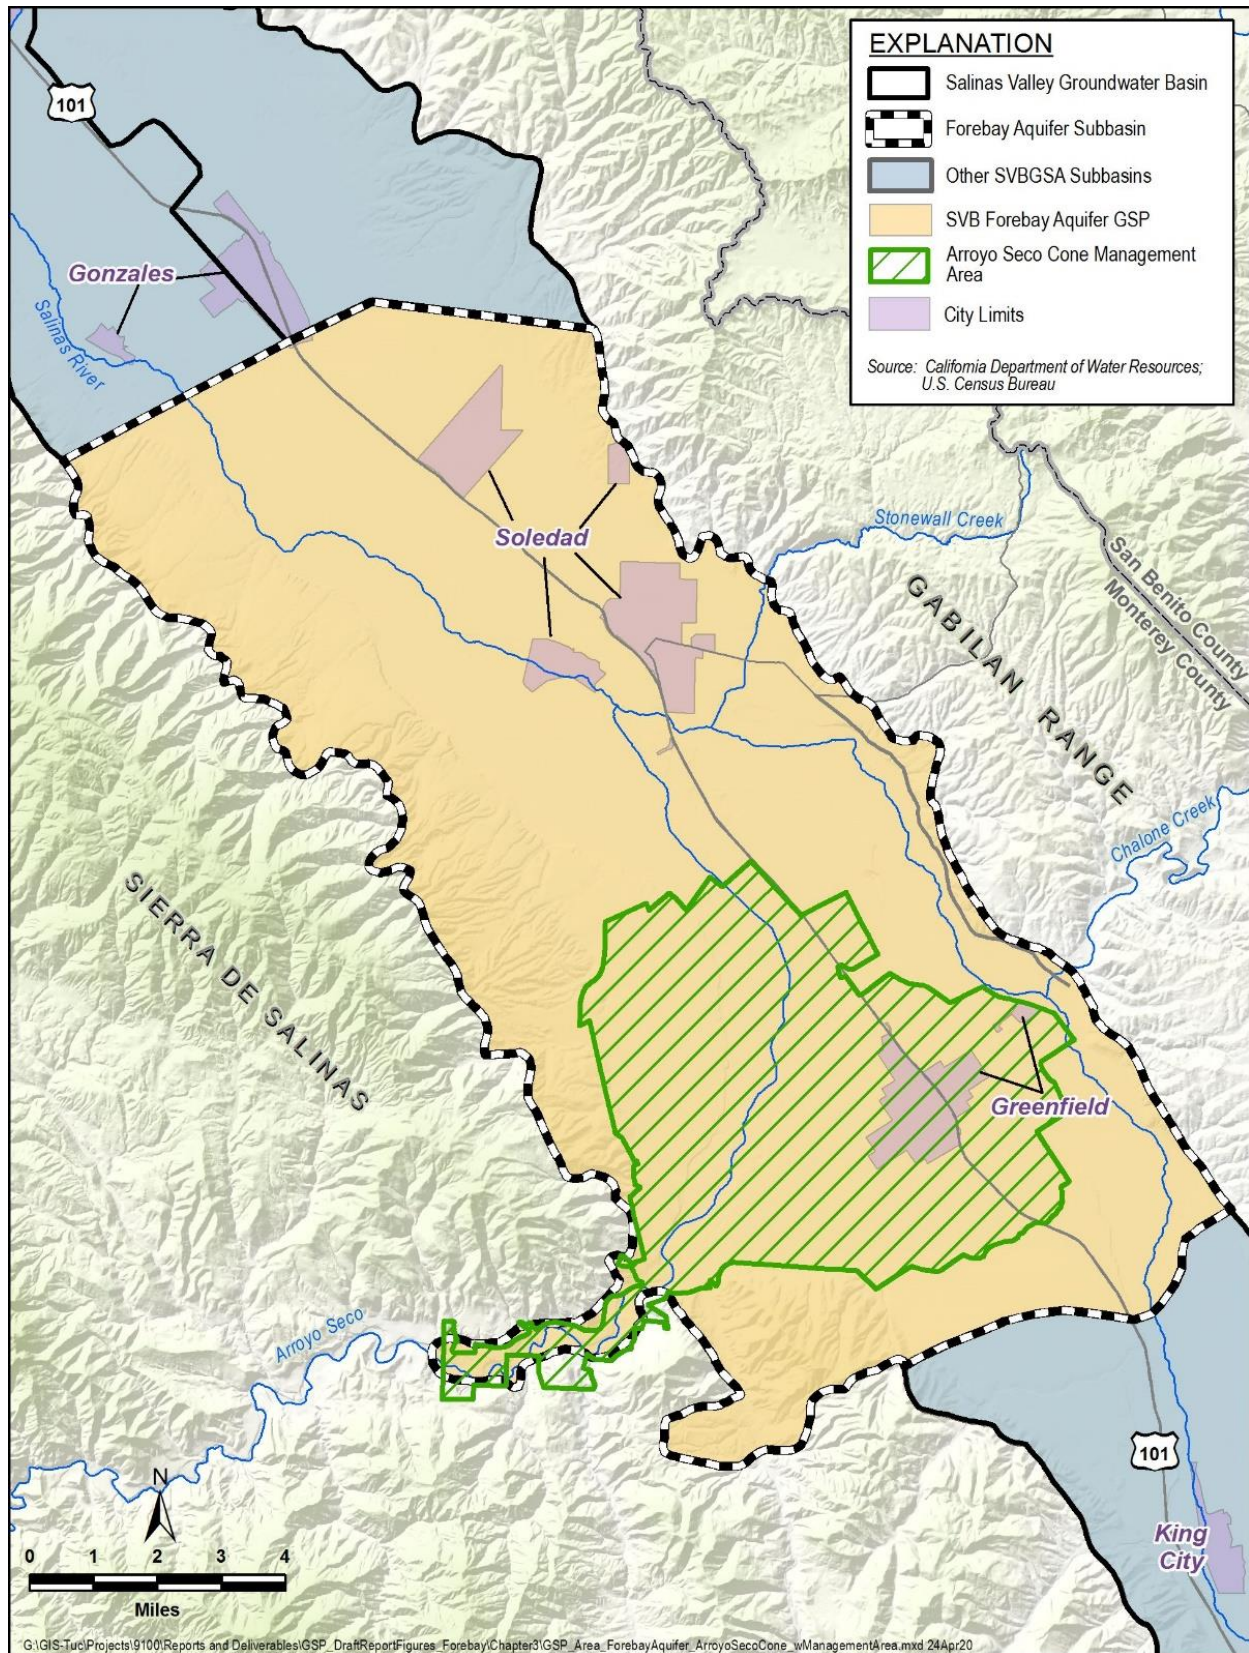 EXPLANATION
Salinas Valley Groundwater Basin
Forebay Aquifer Subbasin
Other SVBGSA Subbasins
SVB Forebay Aquifer GSP
Arroyo Seco Cone Management
Area
City Limits
Source: California Department of Water Resources;
U.S. Census Bureau
101
Gonzales
Salinas River
Soledad
Stonewall Creek
San Benito County
Monterey County
GABILAN RANGE
Chalone Creek
SIERRA DE SALINAS
Greenfield
Arroyo Seco
101
King
City
N
0 1 2 3 4
Miles
G:\GIS-Tuc\Projects\9100\Reports and Deliverables\GSP_DraftReportFigures_Forebay\Chapter3\GSP_Area_ForebayAquifer_ArroyoSecoCone_wManagementArea.mxd 24Apr20